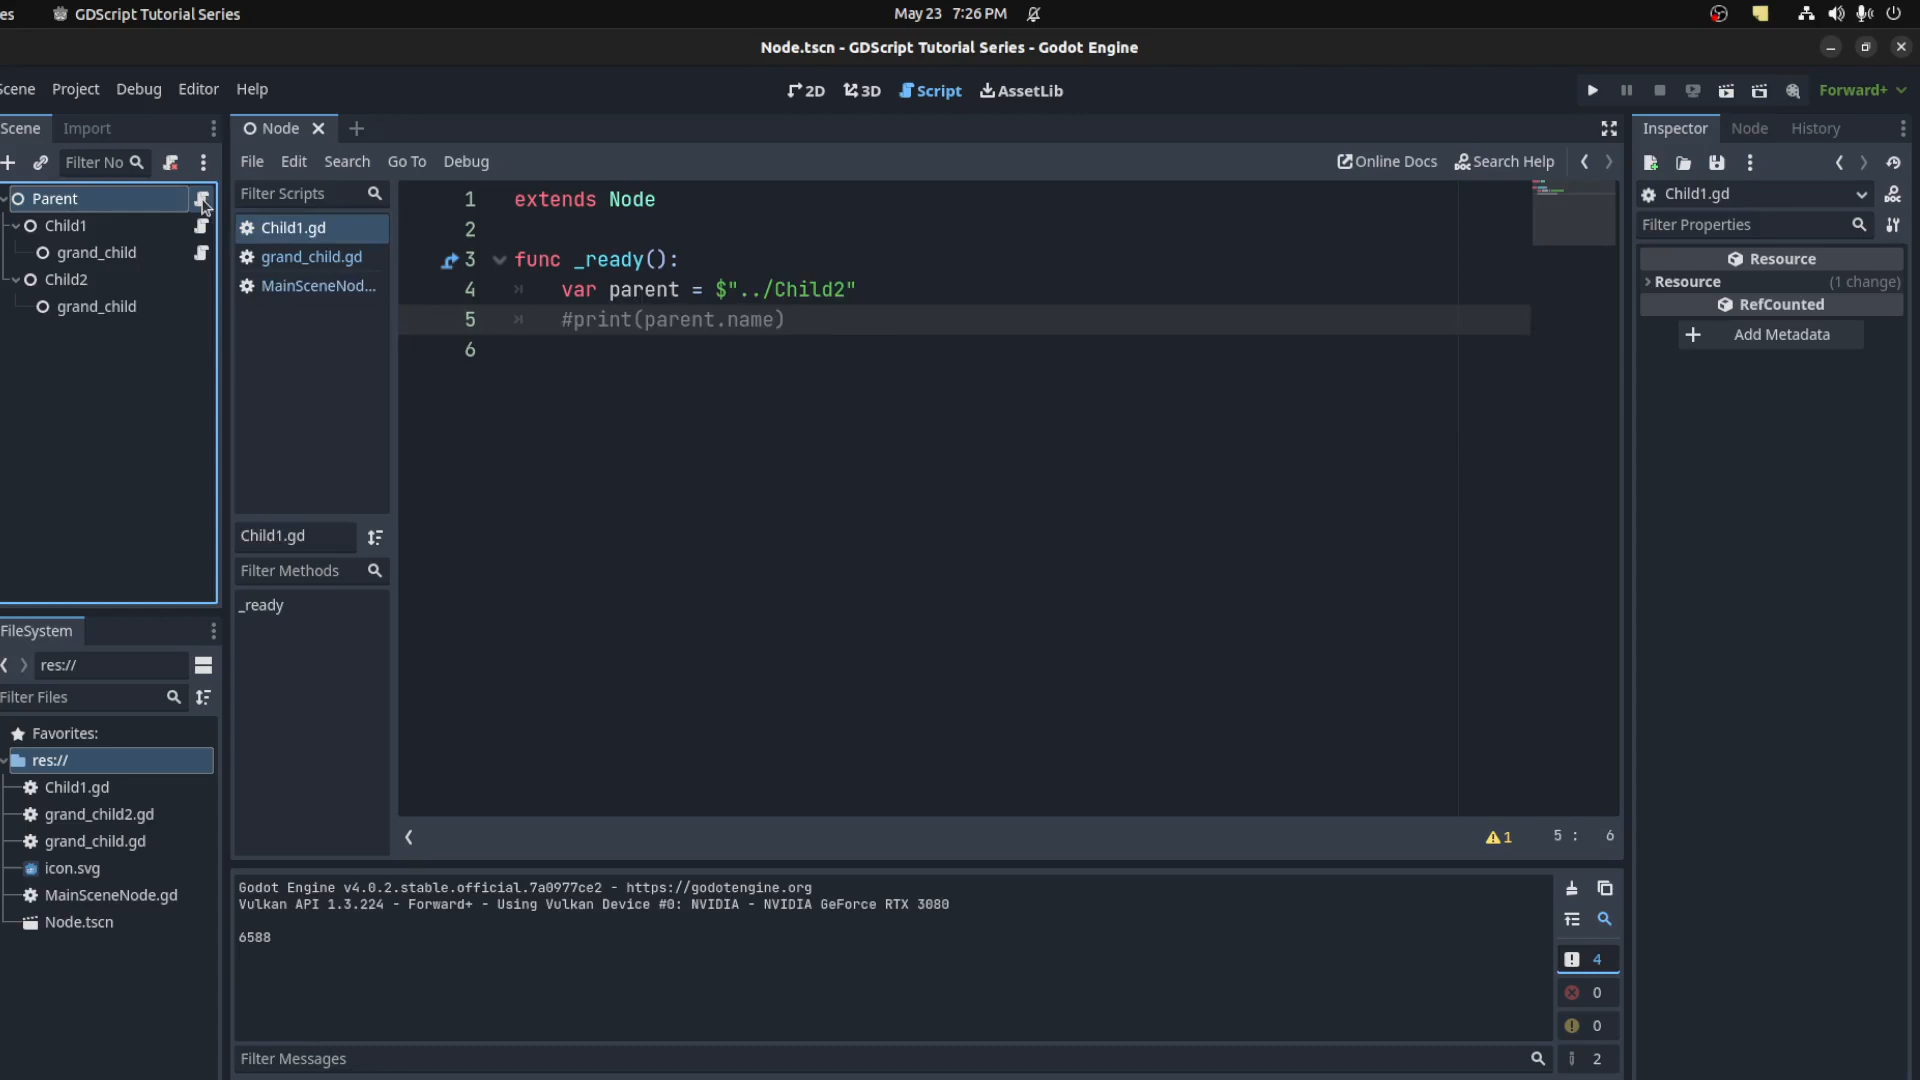 es GDScript Tutorial Series May 23 7:26 PM
Node.tscn - GDScript Tutorial Series - Godot Engine
Scene Project Debug Editor Help 2D 3D Script AssetLib Forward+
Scene Import
Filter No
Parent
Child1
grand_child
Child2
grand_child
FileSystem
res://
Filter Files
Favorites:
res://
Child1.gd
grand_child2.gd
grand_child.gd
icon.svg
MainSceneNode.gd
Node.tscn
Node
File Edit Search Go To Debug Online Docs Search Help
Filter Scripts
Child1.gd
grand_child.gd
MainSceneNod...
Child1.gd
Filter Methods
_ready
1 extends Node
2
3 func _ready():
4 var parent = $"../Child2"
5 #print(parent.name)
6
1 5 : 6
Godot Engine v4.0.2.stable.official.7a0977ce2 - https://godotengine.org
Vulkan API 1.3.224 - Forward+ - Using Vulkan Device #0: NVIDIA - NVIDIA GeForce RTX 3080
6588
4
0
0
2
Filter Messages
Inspector Node History
Child1.gd
Filter Properties
Resource
Resource (1 change)
RefCounted
Add Metadata